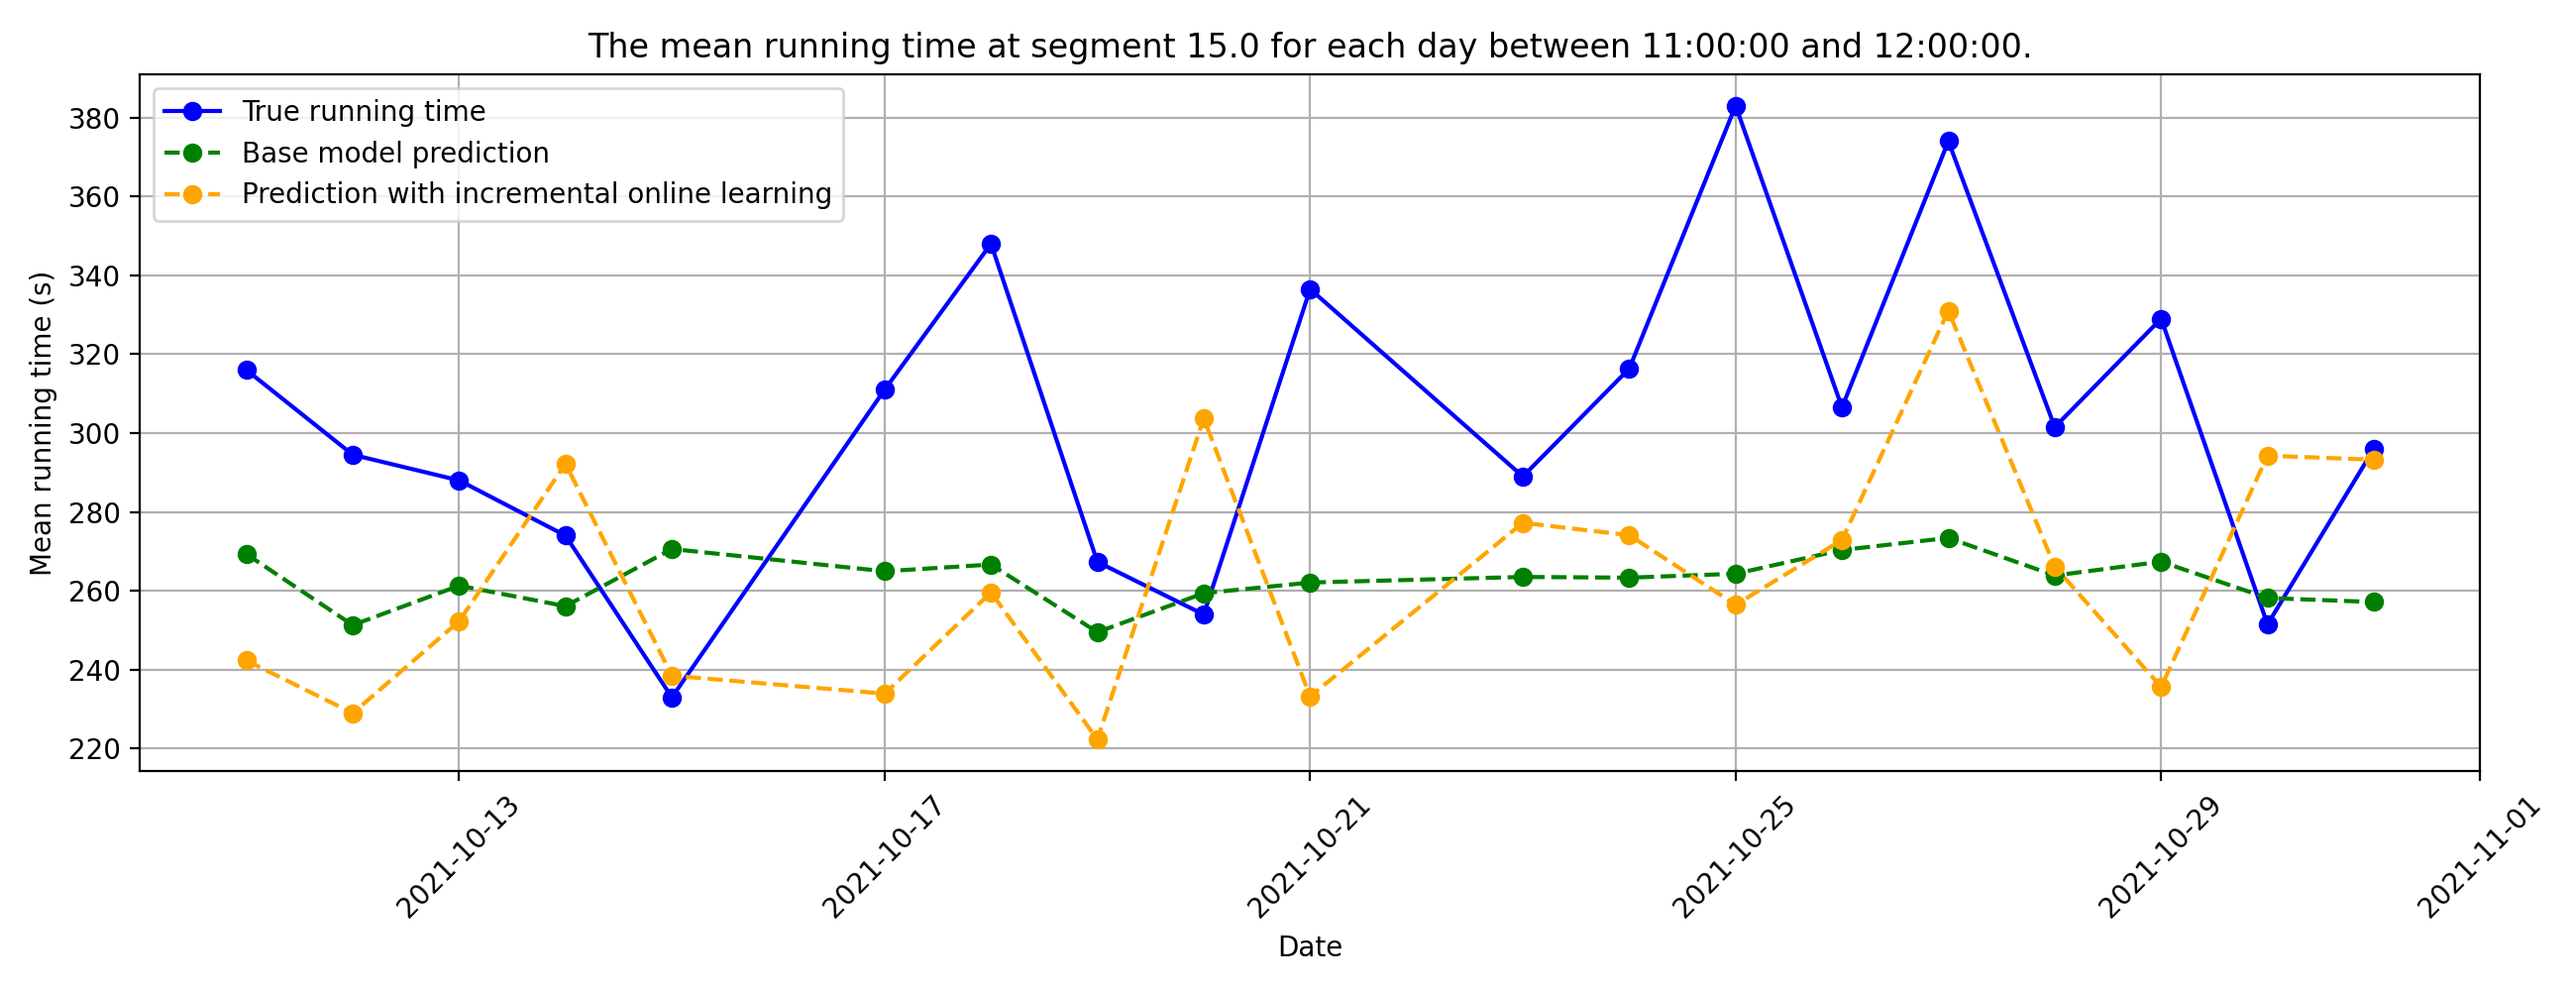 The mean running time at segment 15.0 for each day between 11:00:00 and 12:00:00.
True running time
Base model prediction
Prediction with incremental online learning
Mean running time (s)
380
360
340
320
300
280
260
240
220
2021-10-13
2021-10-17
2021-10-21
2021-10-25
2021-10-29
2021-11-01
Date